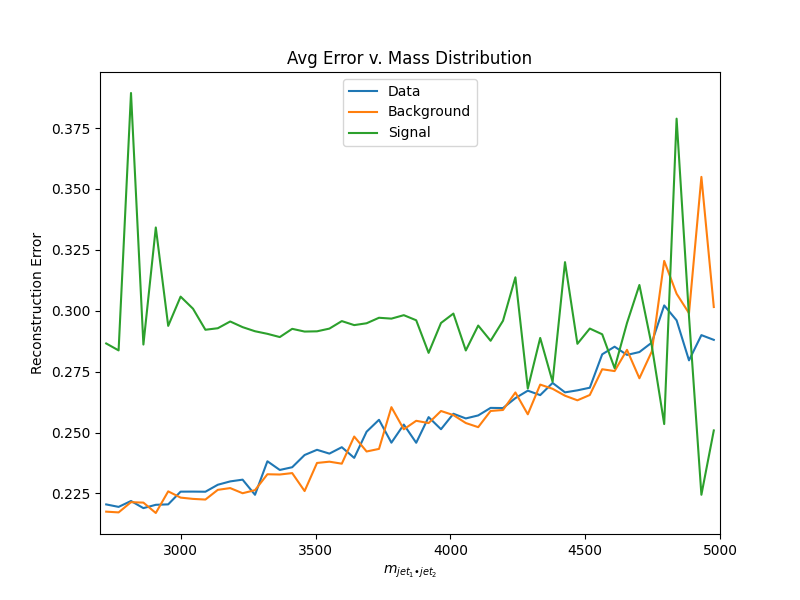 Avg Error v. Mass Distribution
Data
Background
Signal
0.375
0.350
0.325
0.300
0.275
0.250
0.225
Reconstruction Error
3000 3500 4000 4500 5000
m_{jet_1•jet_2}